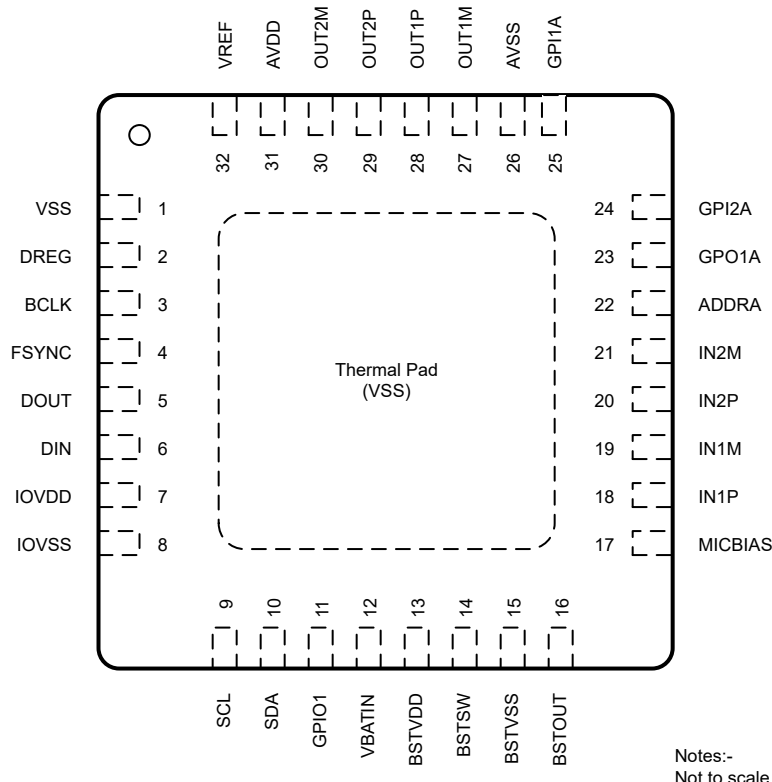 VREF
AVDD
OUT2M
OUT2P
OUT1P
OUT1M
AVSS
GPI1A
32
31
30
29
28
27
26
25
VSS 1
DREG 2
BCLK 3
FSYNC 4
DOUT 5
DIN 6
IOVDD 7
IOVSS 8
Thermal Pad
(VSS)
24 GPI2A
23 GPO1A
22 ADDRA
21 IN2M
20 IN2P
19 IN1M
18 IN1P
17 MICBIAS
9
10
11
12
13
14
15
16
SCL
SDA
GPIO1
VBATIN
BSTVDD
BSTSW
BSTVSS
BSTOUT
Notes:-
Not to scale